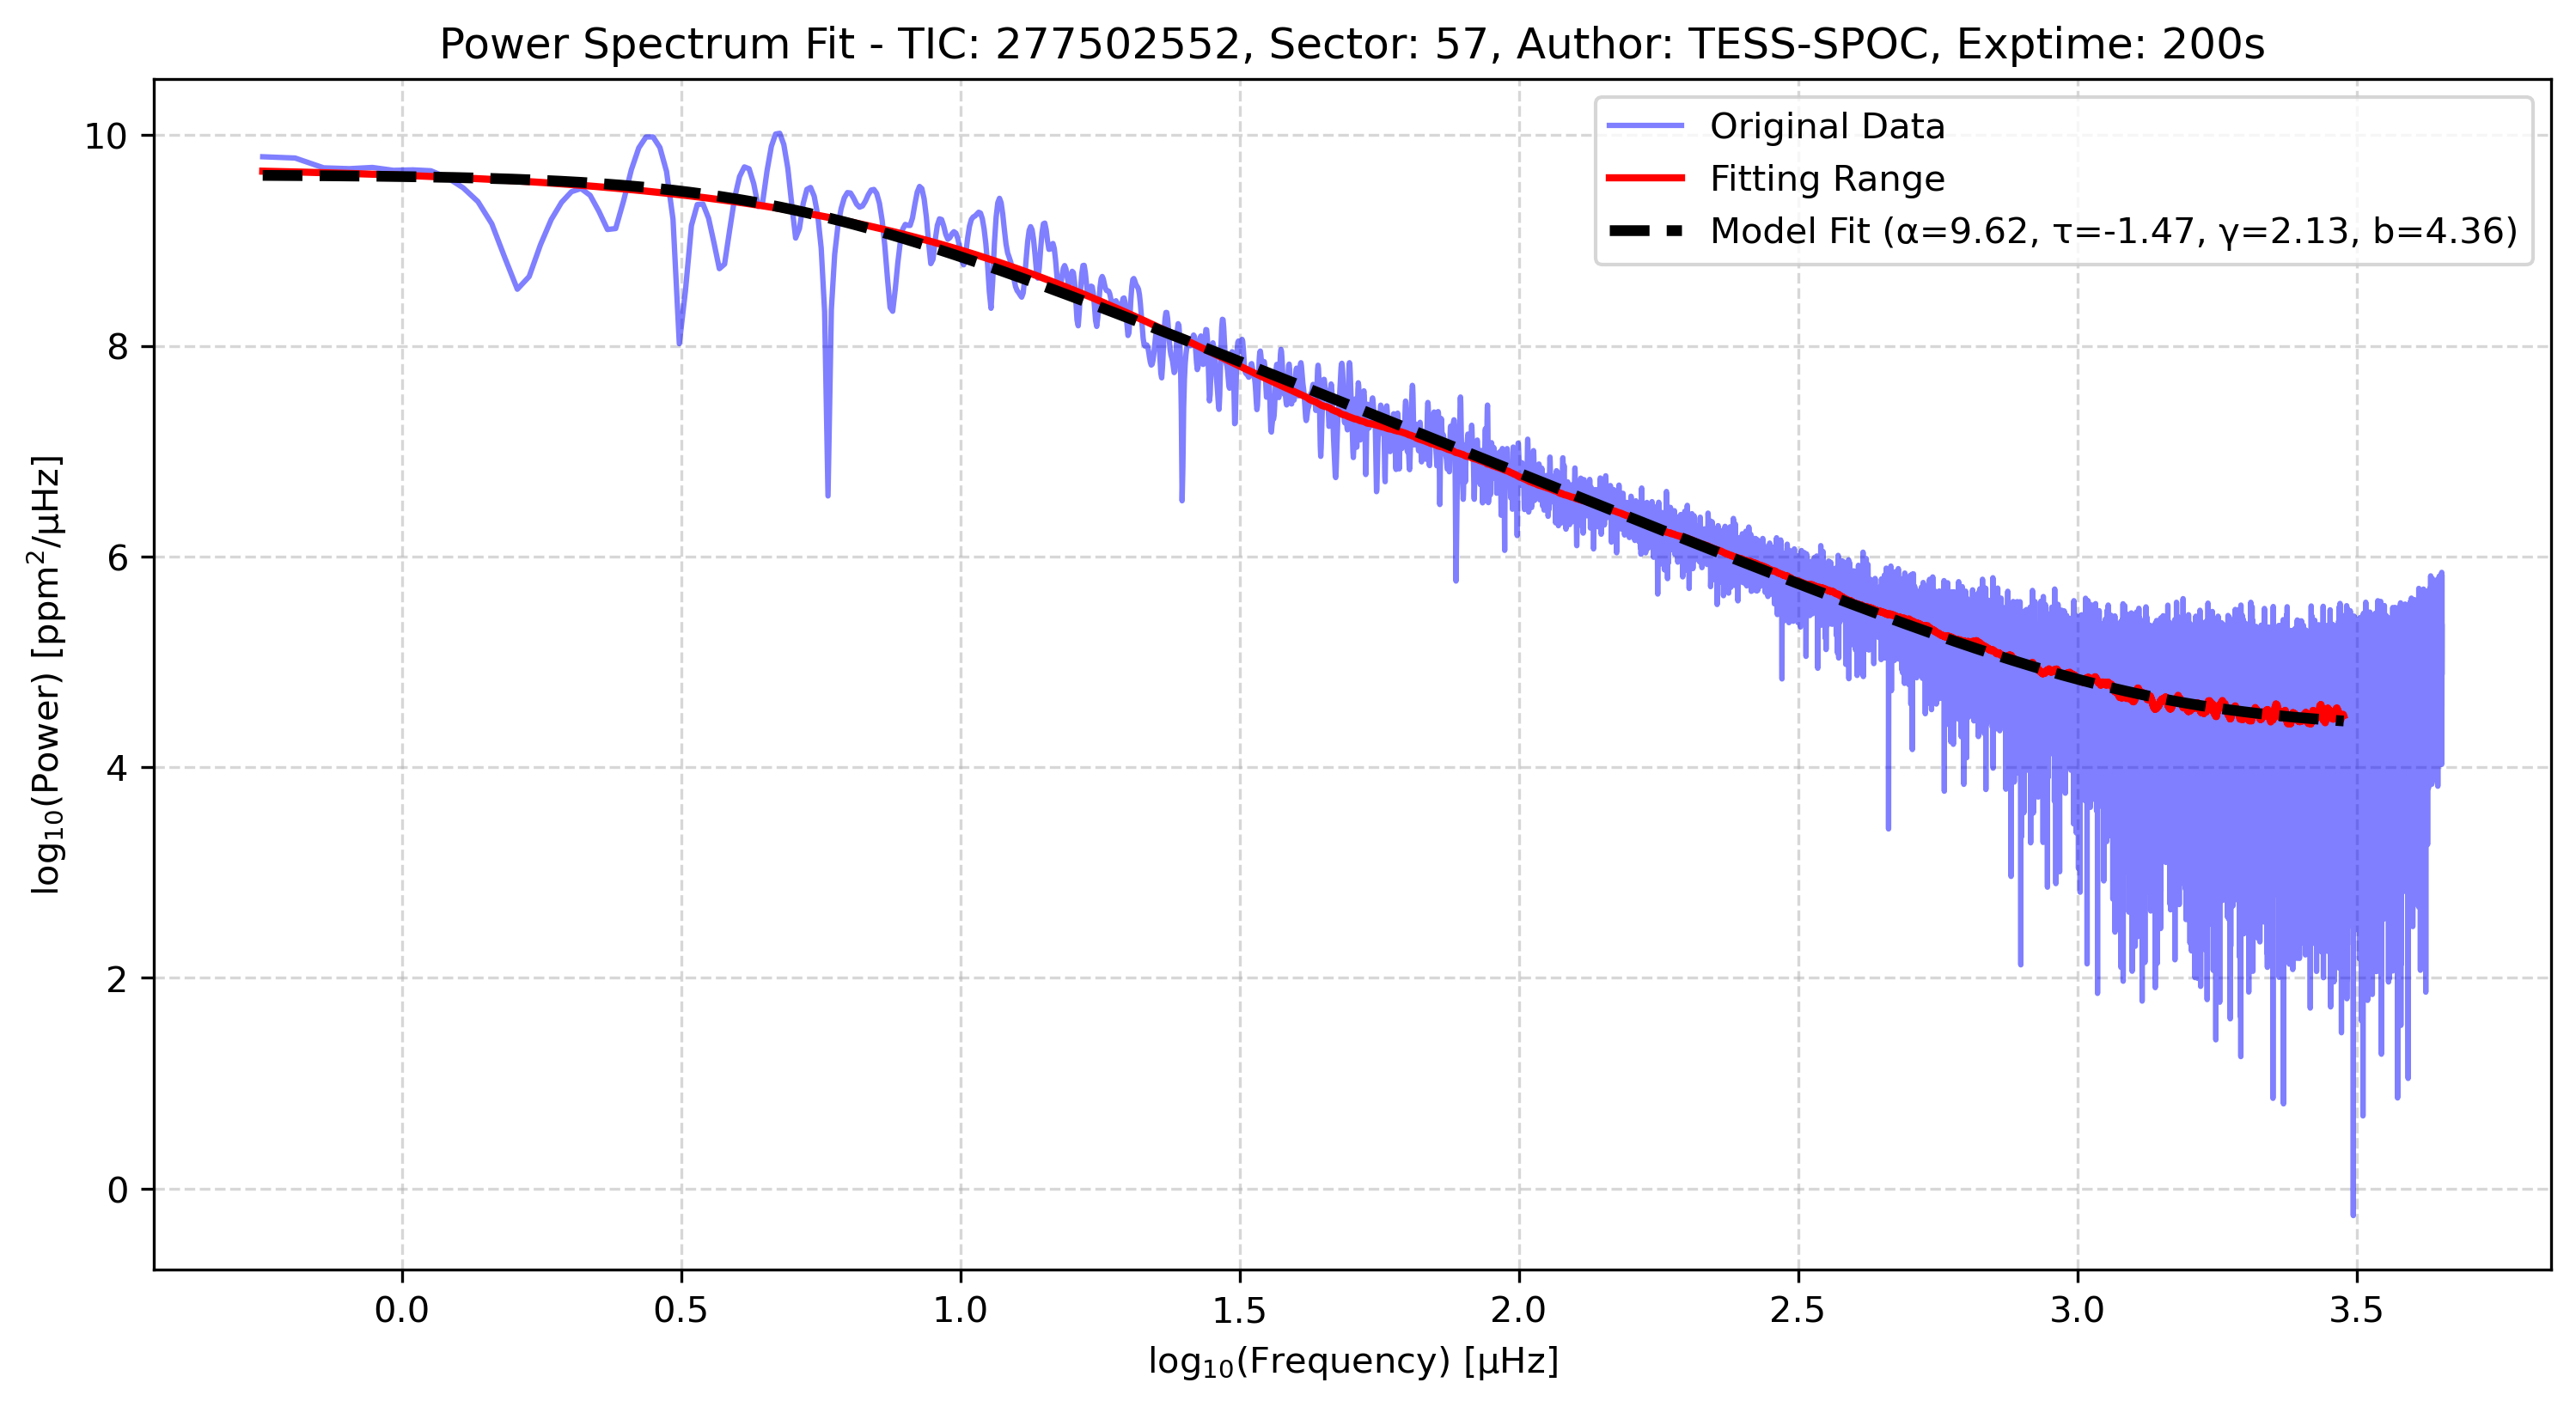 Power Spectrum Fit - TIC: 277502552, Sector: 57, Author: TESS-SPOC, Exptime: 200s
Original Data
Fitting Range
Model Fit (α=9.62, τ=-1.47, γ=2.13, b=4.36)
log₁₀(Power) [ppm²/μHz]
10
8
6
4
2
0
0.0 0.5 1.0 1.5 2.0 2.5 3.0 3.5
log₁₀(Frequency) [μHz]